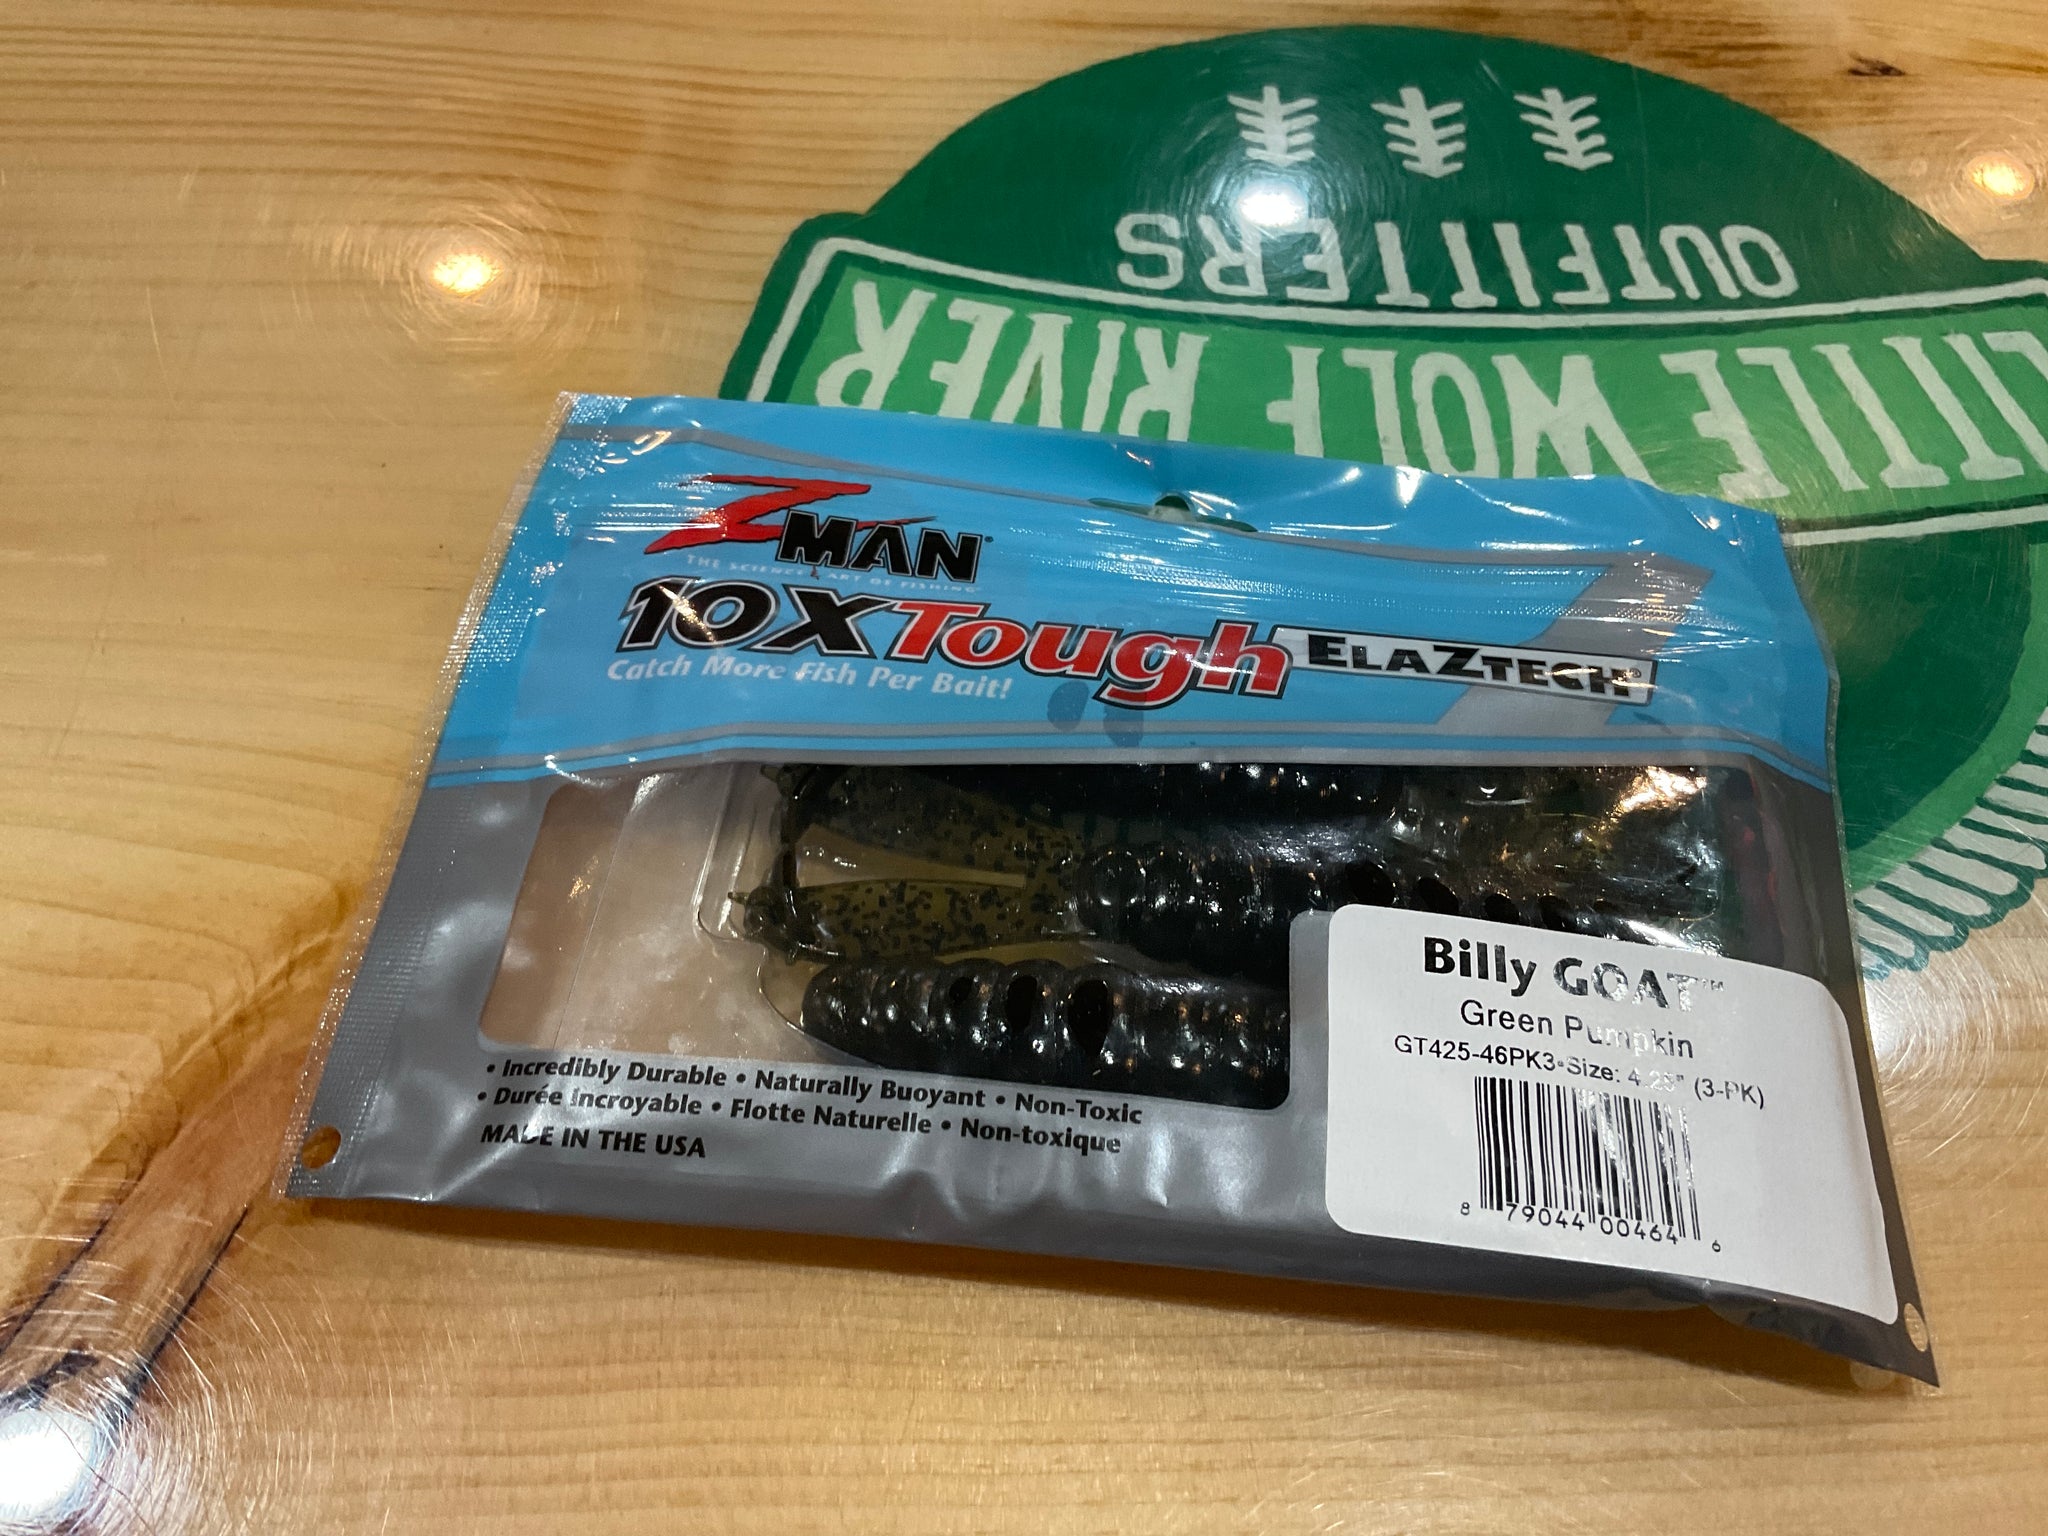 OUTFITTERS
LITTLE WOLF RIVER
ZMAN®
THE SCIENCE + ART OF FISHING
10X Tough ELAZTECH®
Catch More Fish Per Bait!
Billy GOAT™
Green Pumpkin
GT425-46PK3•Size: 4.25" (3-PK)
8 79044 00464 6
• Incredibly Durable • Naturally Buoyant • Non-Toxic
• Durée Incroyable • Flotte Naturelle • Non-toxique
MADE IN THE USA